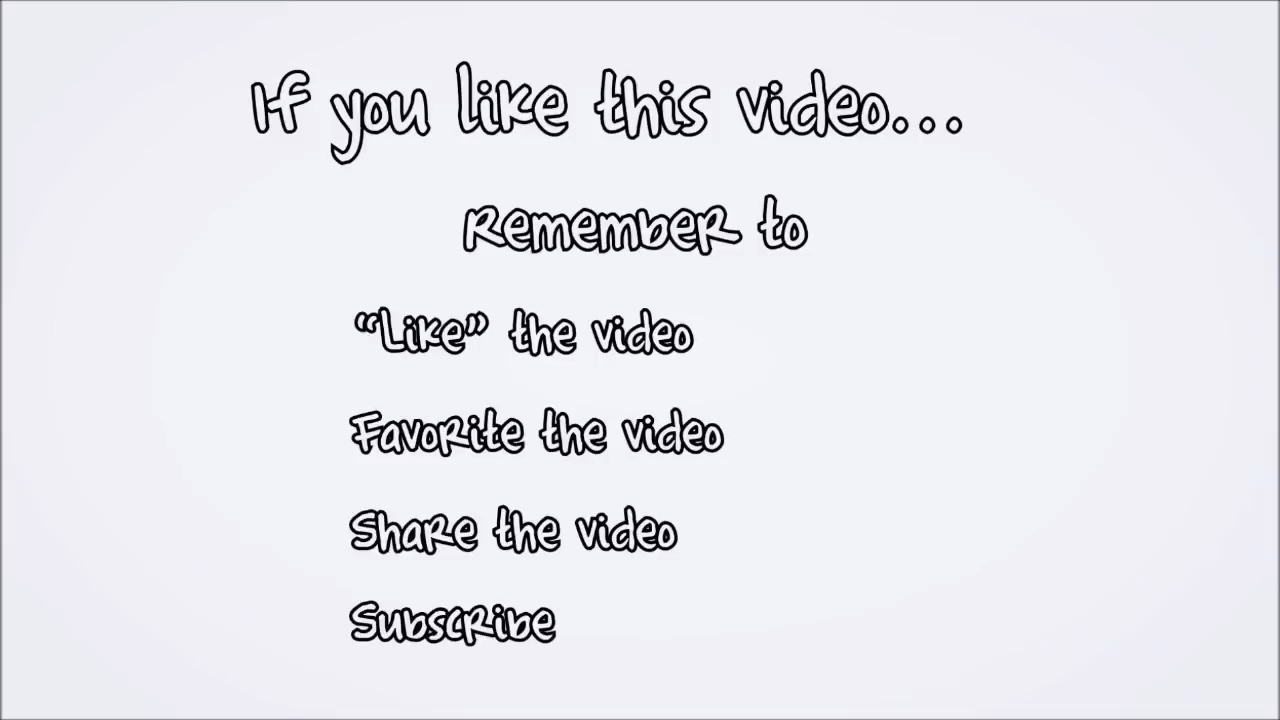 If you like this video...
Remember to
“Like” the video
Favorite the video
Share the video
Subscribe